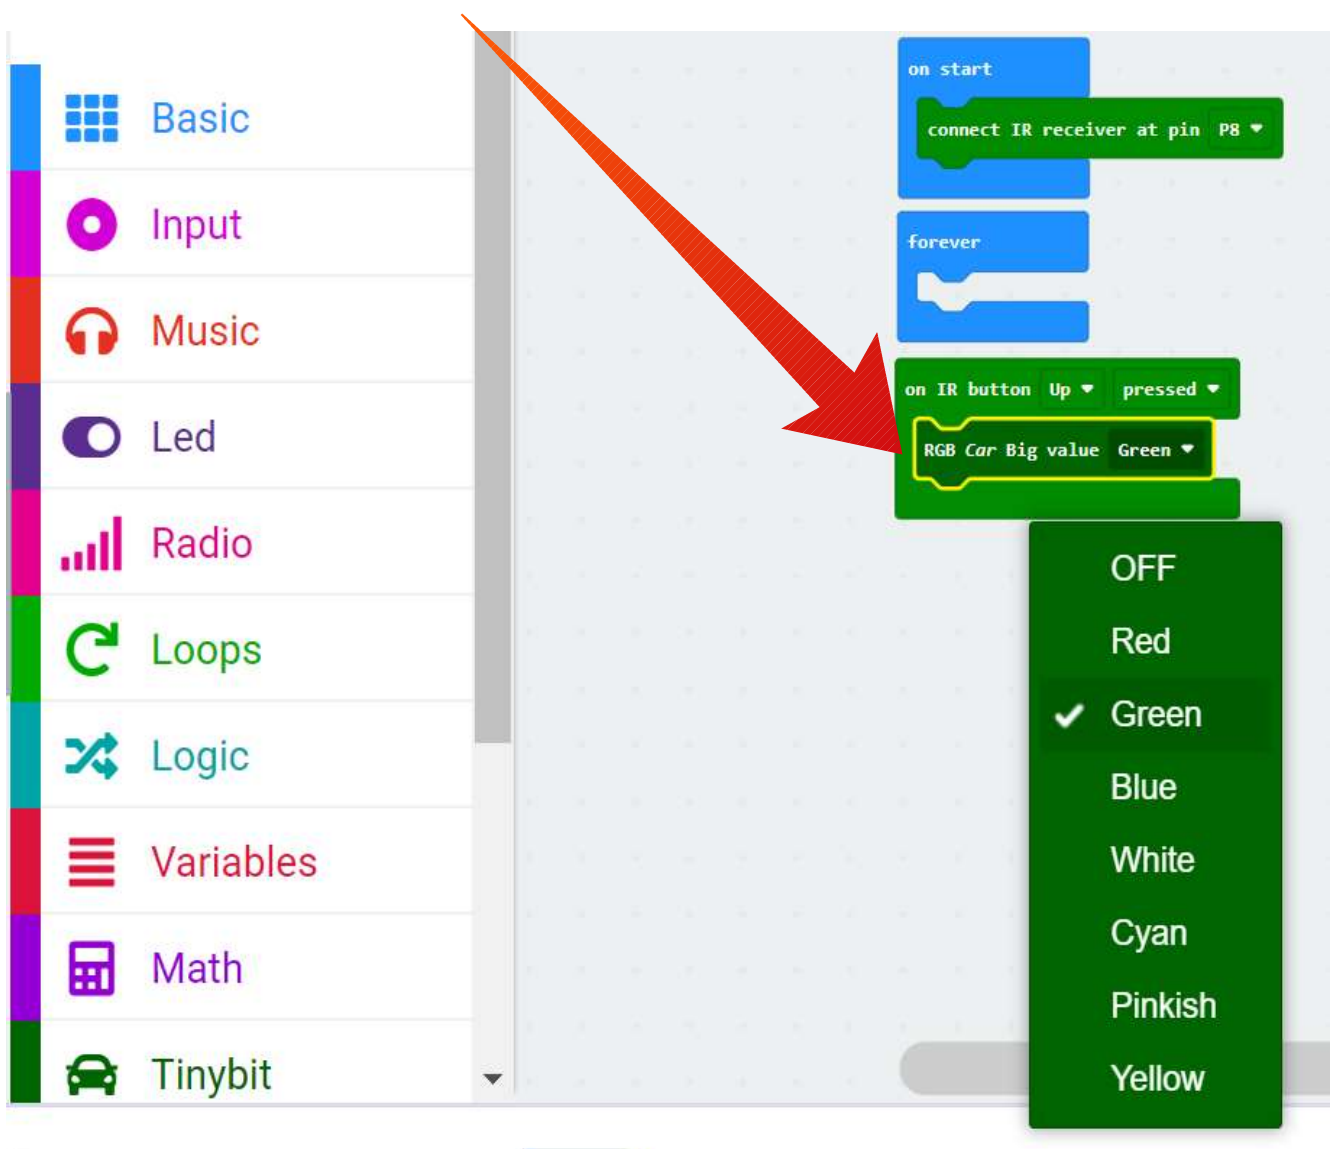 Basic
Input
Music
Led
Radio
Loops
Logic
Variables
Math
Tinybit
on start
connect IR receiver at pin P8
forever
on IR button Up pressed
RGB Car Big value Green
OFF
Red
Green
Blue
White
Cyan
Pinkish
Yellow